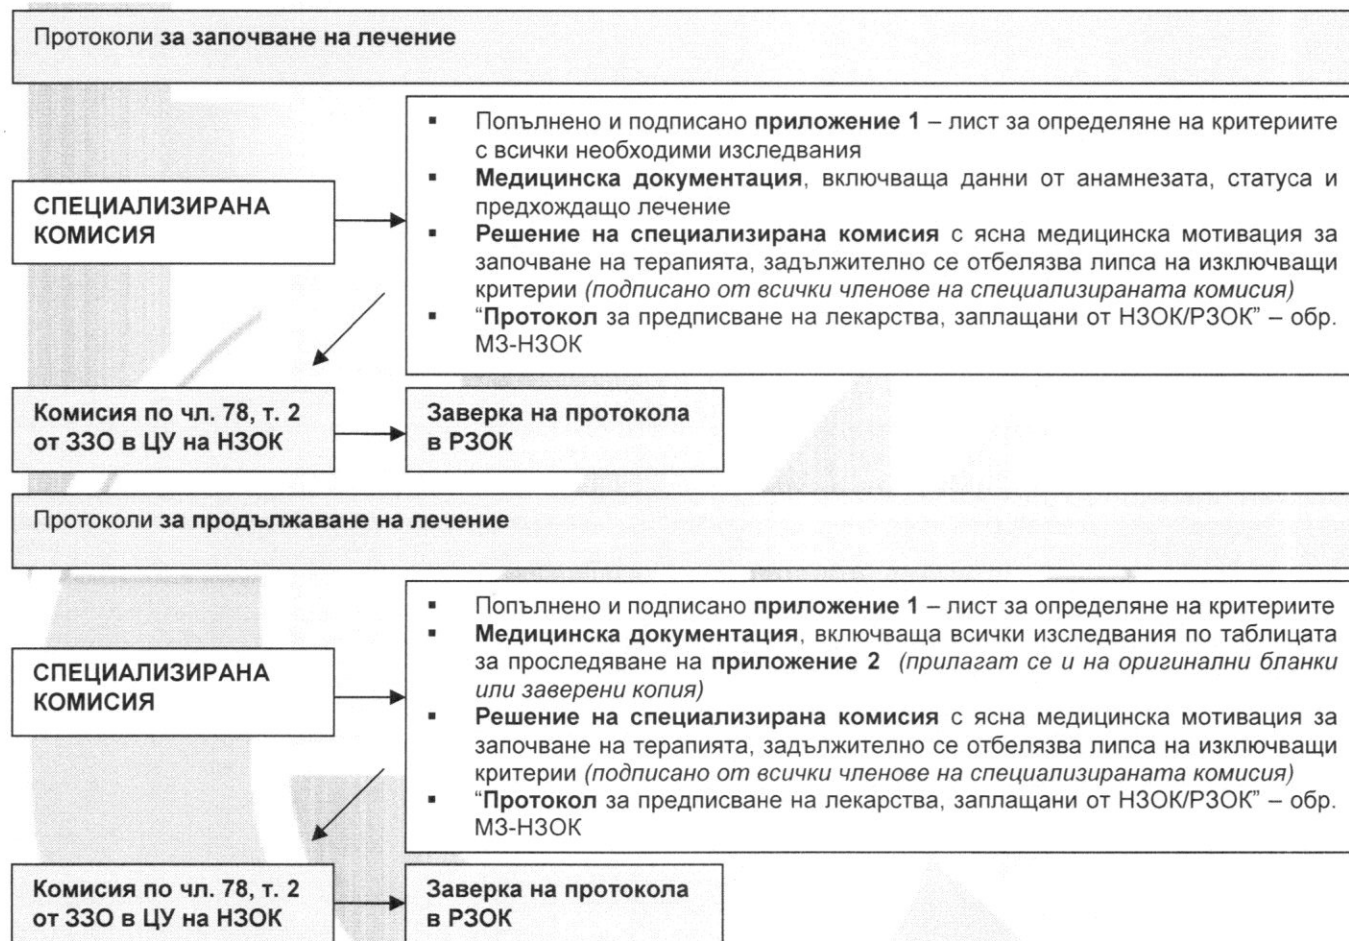 Протоколи за започване на лечение
СПЕЦИАЛИЗИРАНА
КОМИСИЯ
▪ Попълнено и подписано приложение 1 – лист за определяне на критериите
с всички необходими изследвания
▪ Медицинска документация, включваща данни от анамнезата, статуса и
предхождащо лечение
▪ Решение на специализирана комисия с ясна медицинска мотивация за
започване на терапията, задължително се отбелязва липса на изключващи
критерии (подписано от всички членове на специализираната комисия)
▪ “Протокол за предписване на лекарства, заплащани от НЗОК/РЗОК” – обр.
МЗ-НЗОК
Комисия по чл. 78, т. 2
от ЗЗО в ЦУ на НЗОК
Заверка на протокола
в РЗОК
Протоколи за продължаване на лечение
СПЕЦИАЛИЗИРАНА
КОМИСИЯ
▪ Попълнено и подписано приложение 1 – лист за определяне на критериите
▪ Медицинска документация, включваща всички изследвания по таблицата
за проследяване на приложение 2 (прилагат се и на оригинални бланки
или заверени копия)
▪ Решение на специализирана комисия с ясна медицинска мотивация за
започване на терапията, задължително се отбелязва липса на изключващи
критерии (подписано от всички членове на специализираната комисия)
▪ “Протокол за предписване на лекарства, заплащани от НЗОК/РЗОК” – обр.
МЗ-НЗОК
Комисия по чл. 78, т. 2
от ЗЗО в ЦУ на НЗОК
Заверка на протокола
в РЗОК